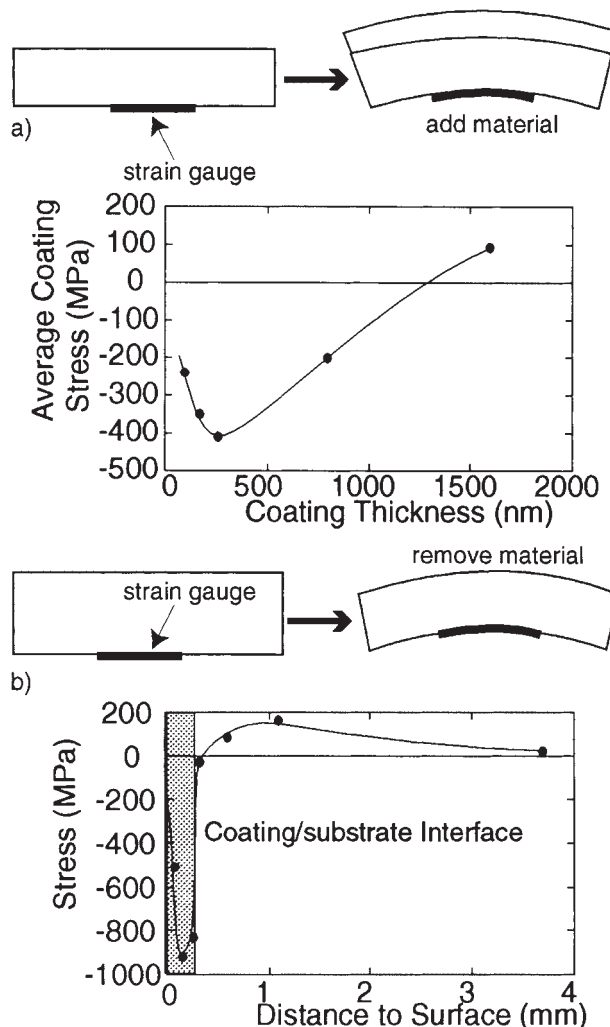 add material
a)
strain gauge
200
100
0
-100
-200
-300
-400
-500
Average Coating
Stress (MPa)
0 500 1000 1500 2000
Coating Thickness (nm)
remove material
strain gauge
b)
200
0
-200
-400
-600
-800
-1000
Stress (MPa)
Coating/substrate Interface
0 1 2 3 4
Distance to Surface (mm)